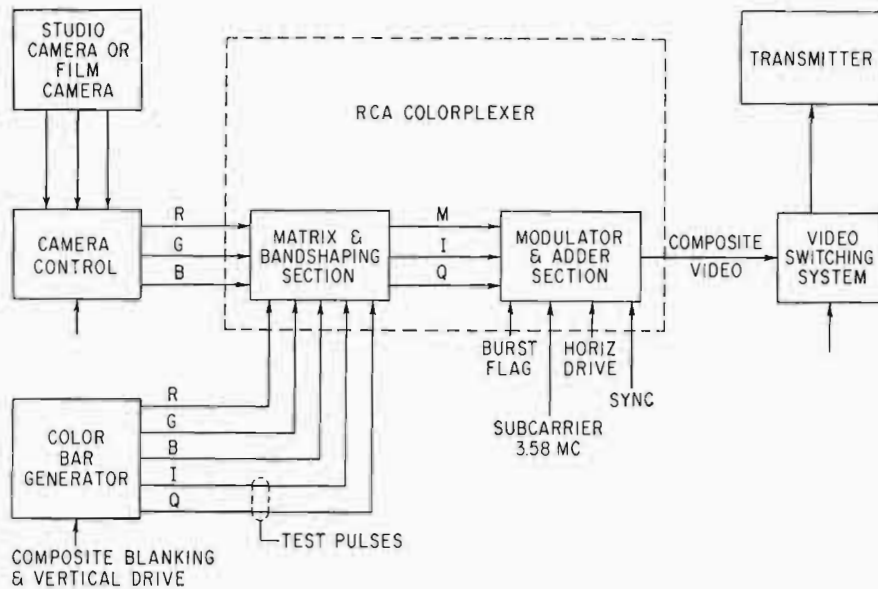 STUDIO
CAMERA OR
FILM
CAMERA
RCA COLORPLEXER
TRANSMITTER
CAMERA
CONTROL
R
G
B
MATRIX &
BANDSHAPING
SECTION
M
I
Q
MODULATOR
& ADDER
SECTION
COMPOSITE
VIDEO
VIDEO
SWITCHING
SYSTEM
BURST
FLAG
HORIZ
DRIVE
SYNC
SUBCARRIER
3.58 MC
COLOR
BAR
GENERATOR
R
G
B
I
Q
TEST PULSES
COMPOSITE BLANKING
& VERTICAL DRIVE